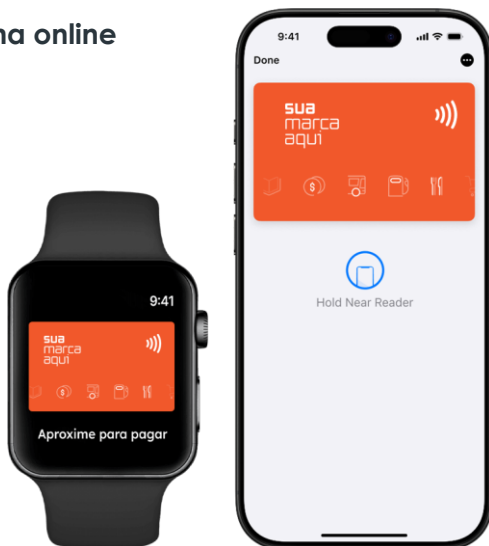 na online
9:41
Done
sua
marca
aqui
$
Hold Near Reader
9:41
sua
marca
aqui
$
Aproxime para pagar